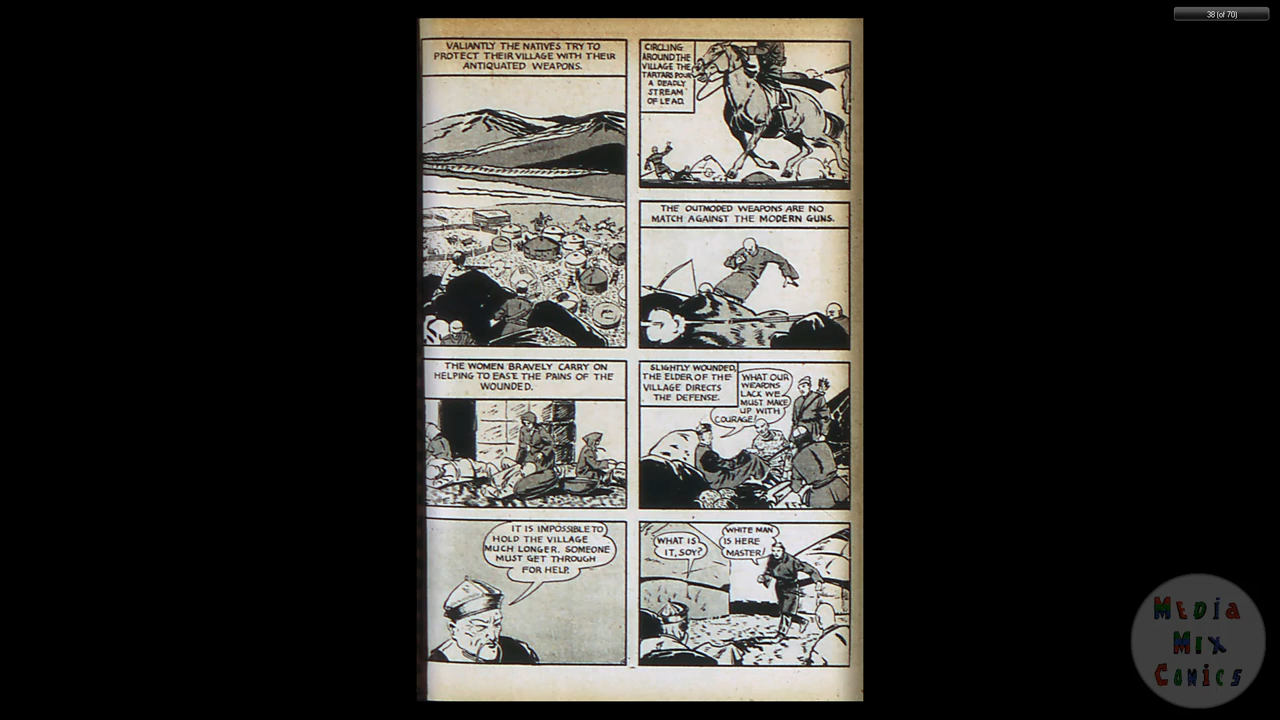 38 (of 70)
VALIANTLY THE NATIVES TRY TO
PROTECT THEIR VILLAGE WITH THEIR
ANTIQUATED WEAPONS.
CIRCLING
AROUND THE
VILLAGE THE
TARTARS POUR
A DEADLY
STREAM
OF LEAD.
THE OUTMODED WEAPONS ARE NO
MATCH AGAINST THE MODERN GUNS.
THE WOMEN BRAVELY CARRY ON
HELPING TO EASE THE PAINS OF THE
WOUNDED.
SLIGHTLY WOUNDED,
THE ELDER OF THE
VILLAGE DIRECTS
THE DEFENSE.
WHAT OUR
WEAPONS
LACK WE
MUST MAKE
UP WITH
COURAGE!
IT IS IMPOSSIBLE TO
HOLD THE VILLAGE
MUCH LONGER. SOMEONE
MUST GET THROUGH
FOR HELP.
WHAT IS
IT, SOY?
WHITE MAN
IS HERE
MASTER!
MEDIA
MIX
COMICS